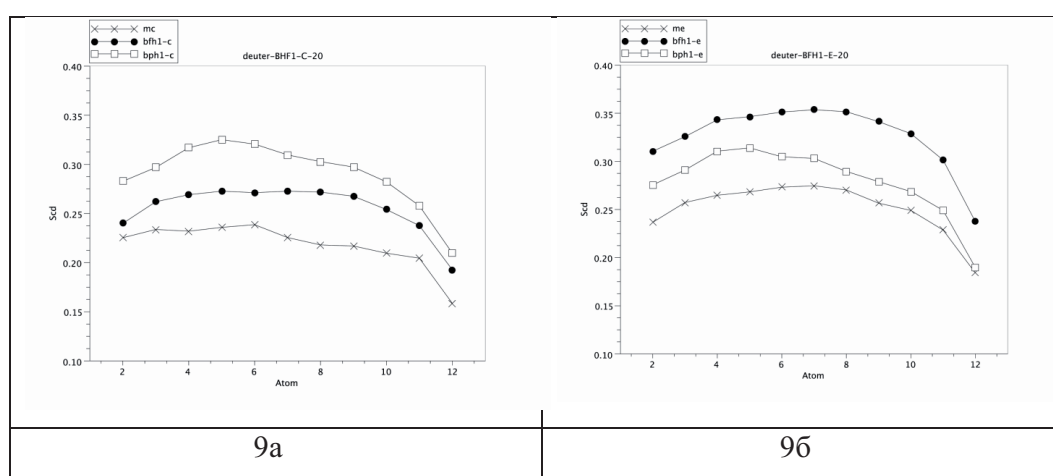 mc
bfh1-c
bph1-c
deuter-BHF1-C-20
0.40
0.35
0.30
0.25
0.20
0.15
0.10
Scd
2 4 6 8 10 12
Atom
me
bfh1-e
bph1-e
deuter-BFH1-E-20
0.40
0.35
0.30
0.25
0.20
0.15
0.10
Scd
2 4 6 8 10 12
Atom
9а 9б